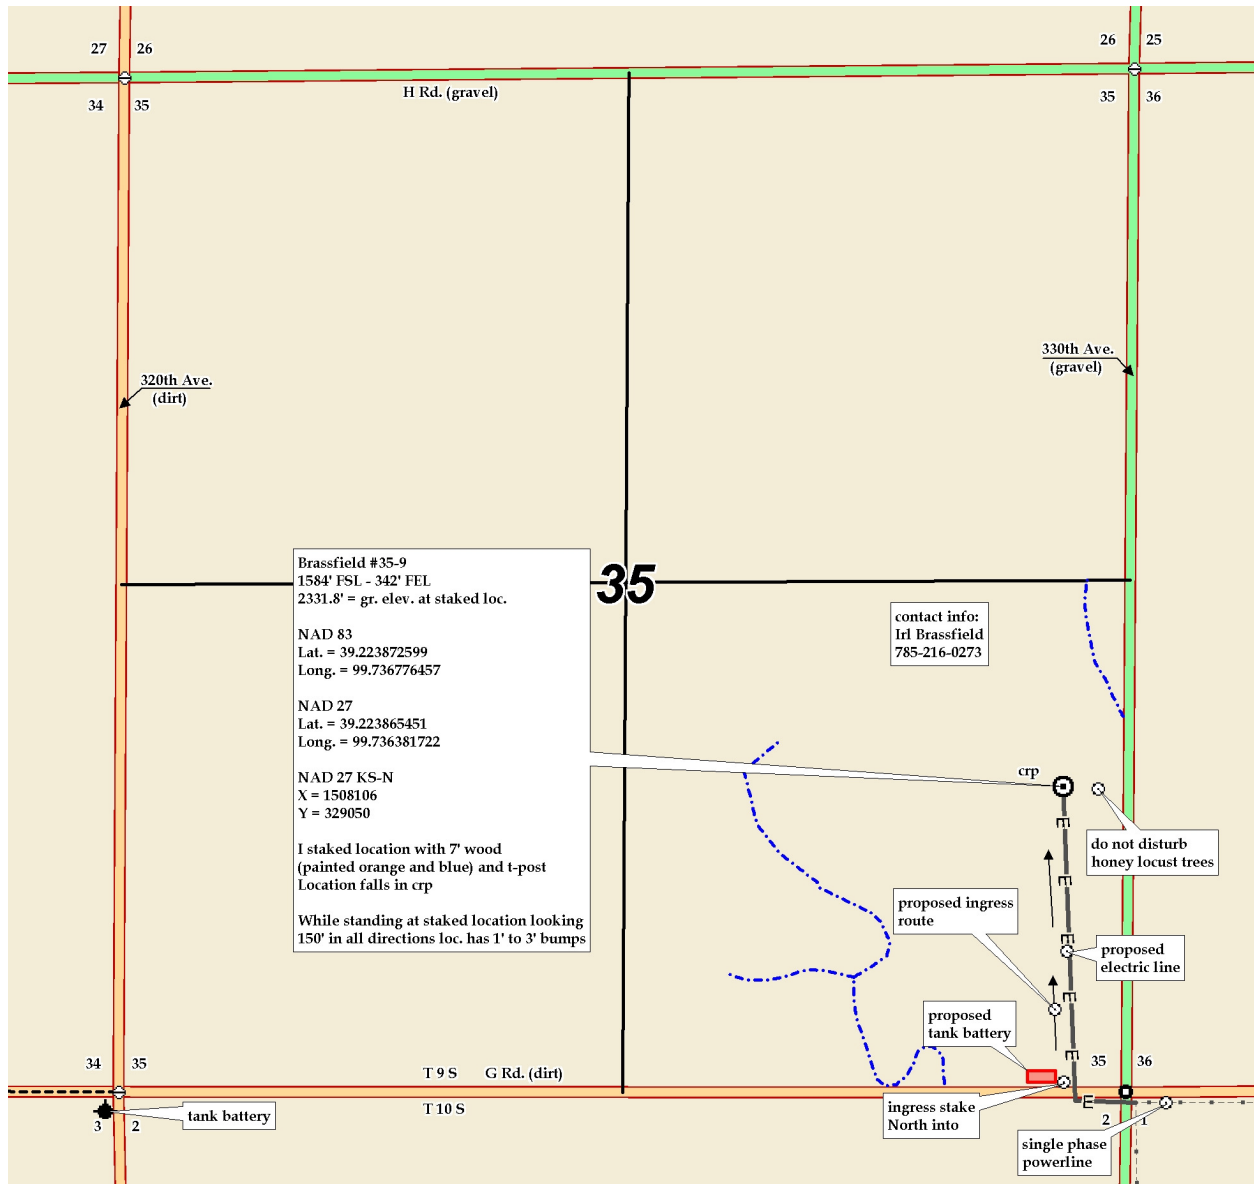 27
26
26
25
H Rd. (gravel)
34
35
35
36
330th Ave.
(gravel)
320th Ave.
(dirt)
Brassfield #35-9
1584' FSL - 342' FEL
2331.8' = gr. elev. at staked loc.
NAD 83
Lat. = 39.223872599
Long. = 99.736776457
NAD 27
Lat. = 39.223865451
Long. = 99.736381722
NAD 27 KS-N
X = 1508106
Y = 329050
I staked location with 7' wood
(painted orange and blue) and t-post
Location falls in crp
While standing at staked location looking
150' in all directions loc. has 1' to 3' bumps
35
contact info:
Irl Brassfield
785-216-0273
crp
do not disturb
honey locust trees
E
E
proposed ingress
route
E
proposed
electric line
E
proposed
tank battery
E
34
35
35
36
T 9 S G Rd. (dirt)
T 10 S
tank battery
3
2
ingress stake
North into
E
2
1
single phase
powerline